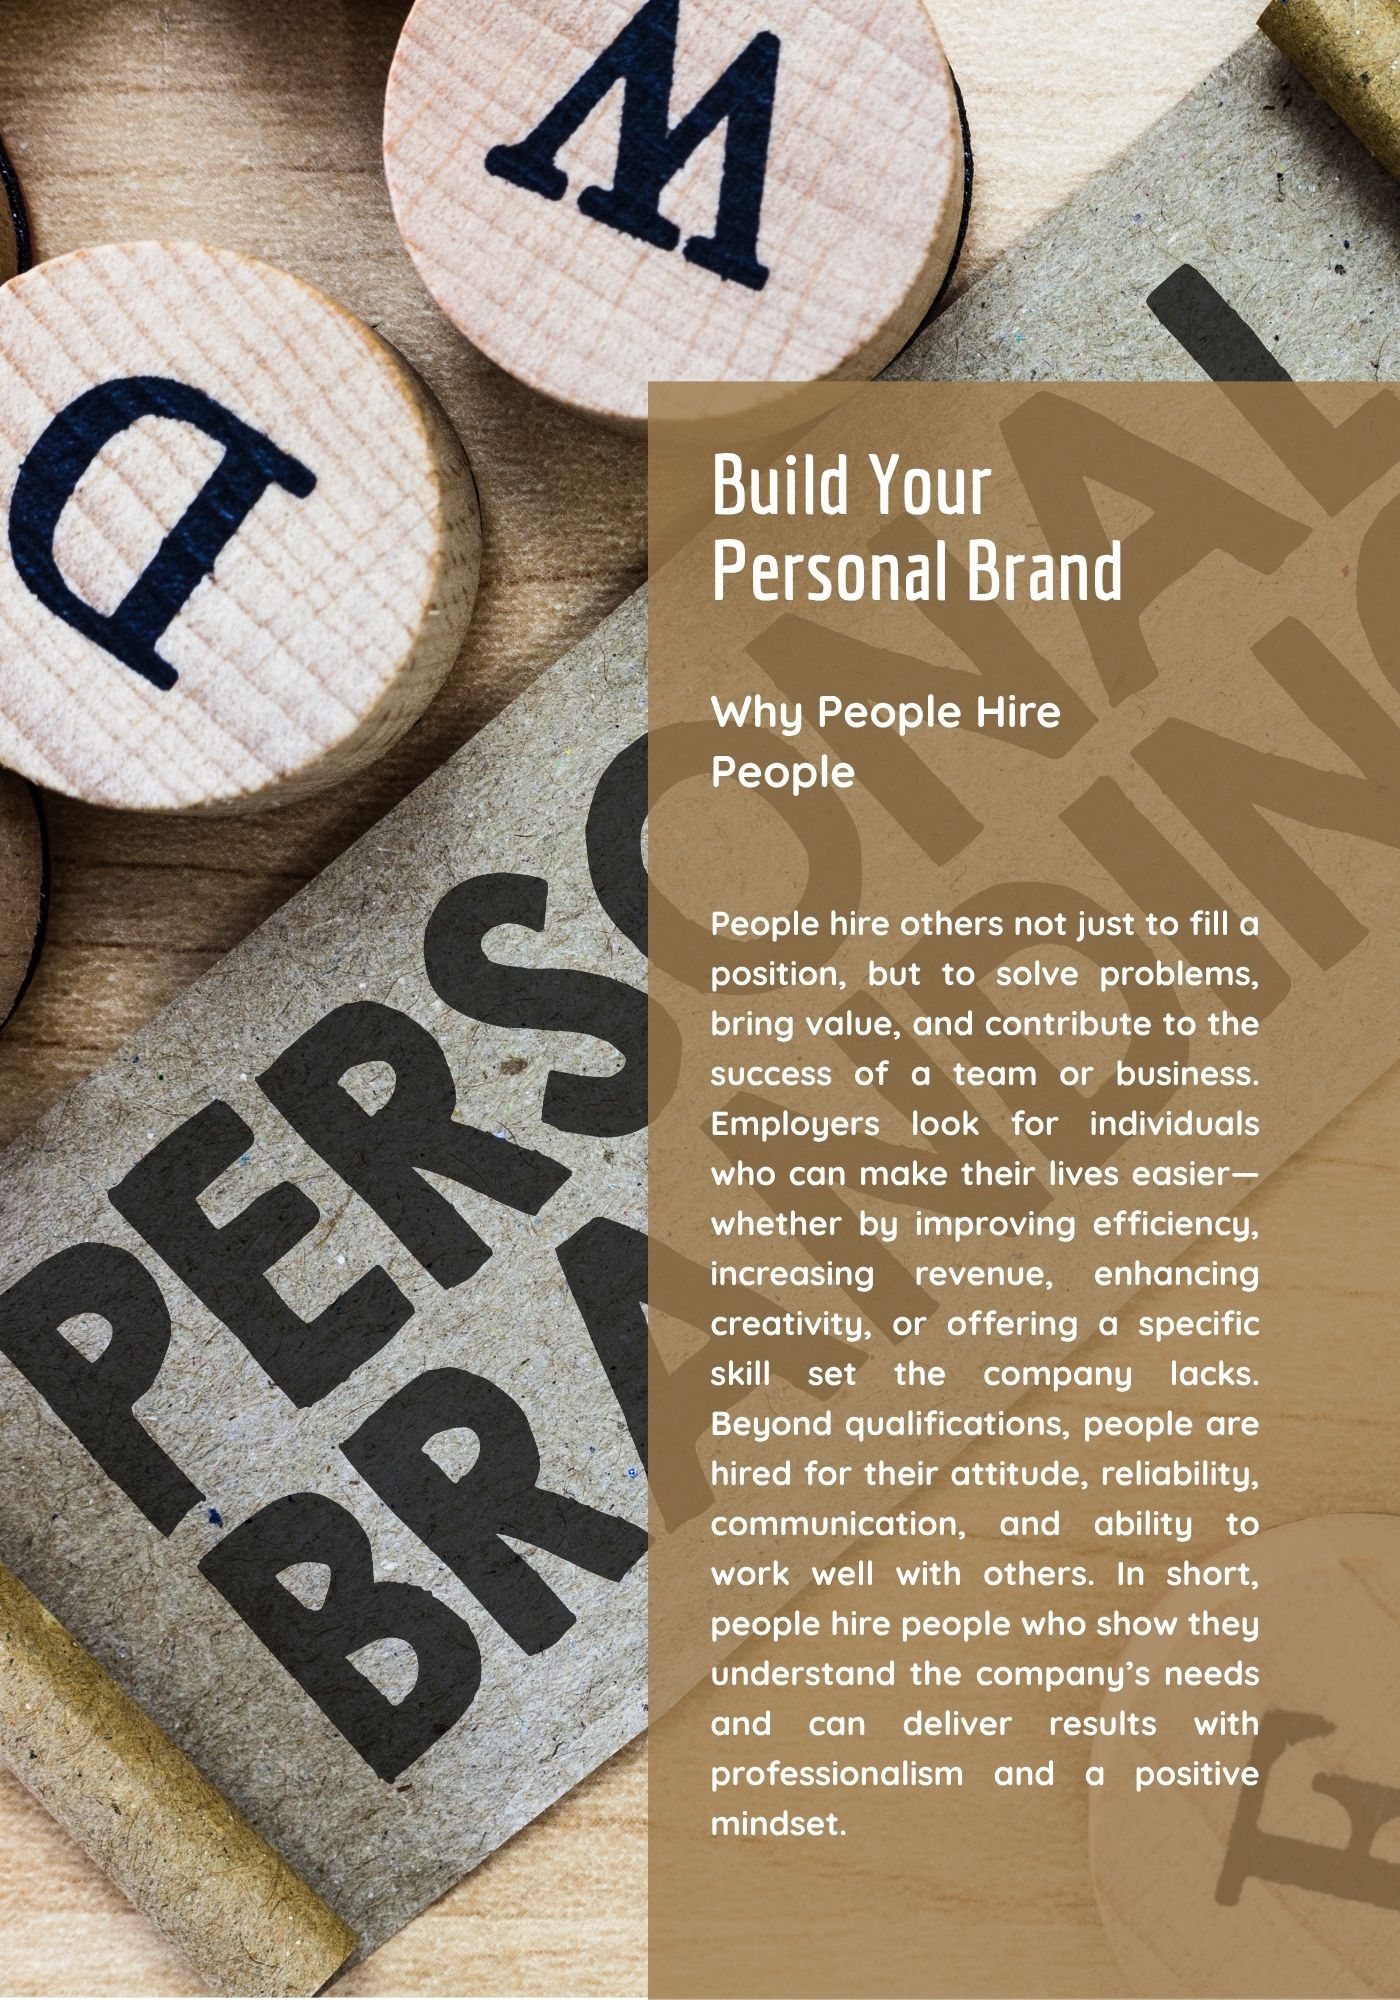 W
D
PERSONAL
BRANDING
Build Your
Personal Brand
Why People Hire
People
People hire others not just to fill a
position, but to solve problems,
bring value, and contribute to the
success of a team or business.
Employers look for individuals
who can make their lives easier—
whether by improving efficiency,
increasing revenue, enhancing
creativity, or offering a specific
skill set the company lacks.
Beyond qualifications, people are
hired for their attitude, reliability,
communication, and ability to
work well with others. In short,
people hire people who show they
understand the company’s needs
and can deliver results with
professionalism and a positive
mindset.